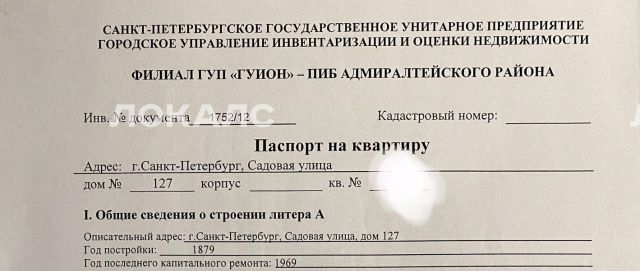 САНКТ-ПЕТЕРБУРГСКОЕ ГОСУДАРСТВЕННОЕ УНИТАРНОЕ ПРЕДПРИЯТИЕ
ГОРОДСКОЕ УПРАВЛЕНИЕ ИНВЕНТАРИЗАЦИИ И ОЦЕНКИ НЕДВИЖИМОСТИ
ФИЛИАЛ ГУП «ГУИОН» – ПИБ АДМИРАЛТЕЙСКОГО РАЙОНА
ЛОКАЛС
Инв. № документа 1752/12 Кадастровый номер:
Паспорт на квартиру
Адрес: г.Санкт-Петербург, Садовая улица
дом № 127 корпус кв. №
I. Общие сведения о строении литера А
Описательный адрес: г.Санкт-Петербург, Садовая улица, дом 127
Год постройки: 1879
Год последнего капитального ремонта: 1969